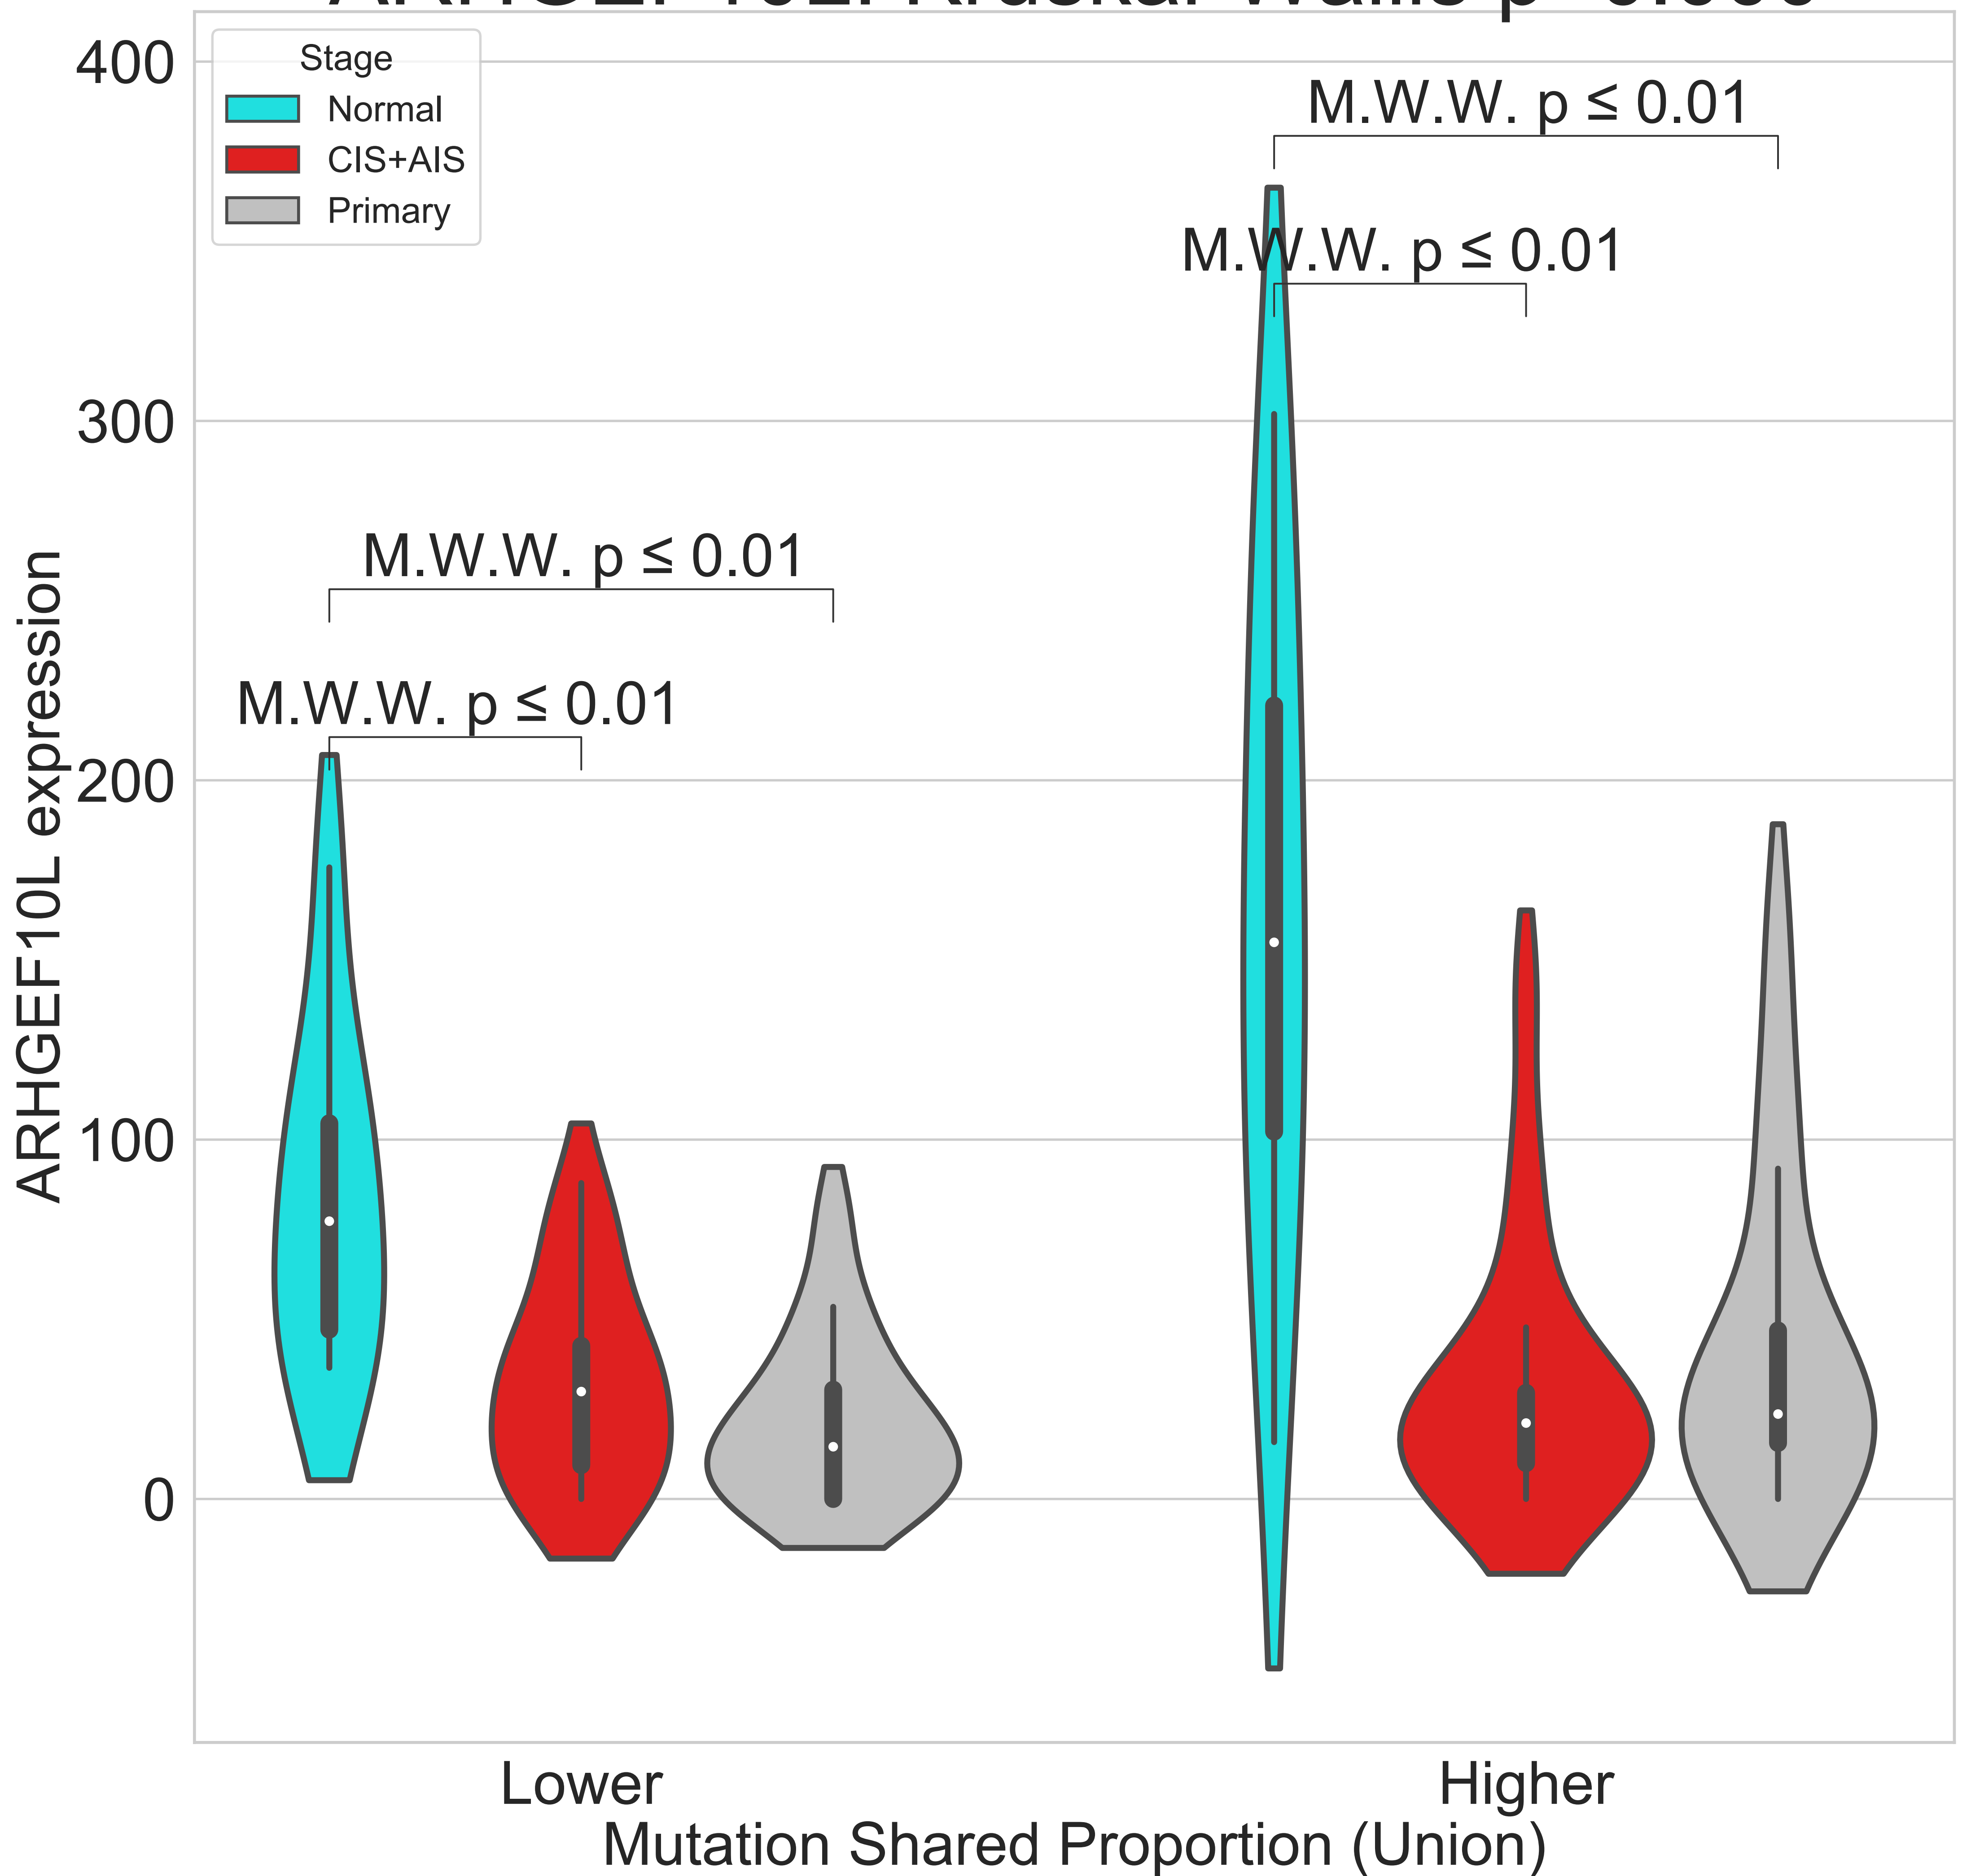 400
300
200
100
0
ARHGEF10L expression
Stage
Normal
CIS+AIS
Primary
M.W.W. p ≤ 0.01
M.W.W. p ≤ 0.01
M.W.W. p ≤ 0.01
M.W.W. p ≤ 0.01
Lower
Higher
Mutation Shared Proportion (Union)